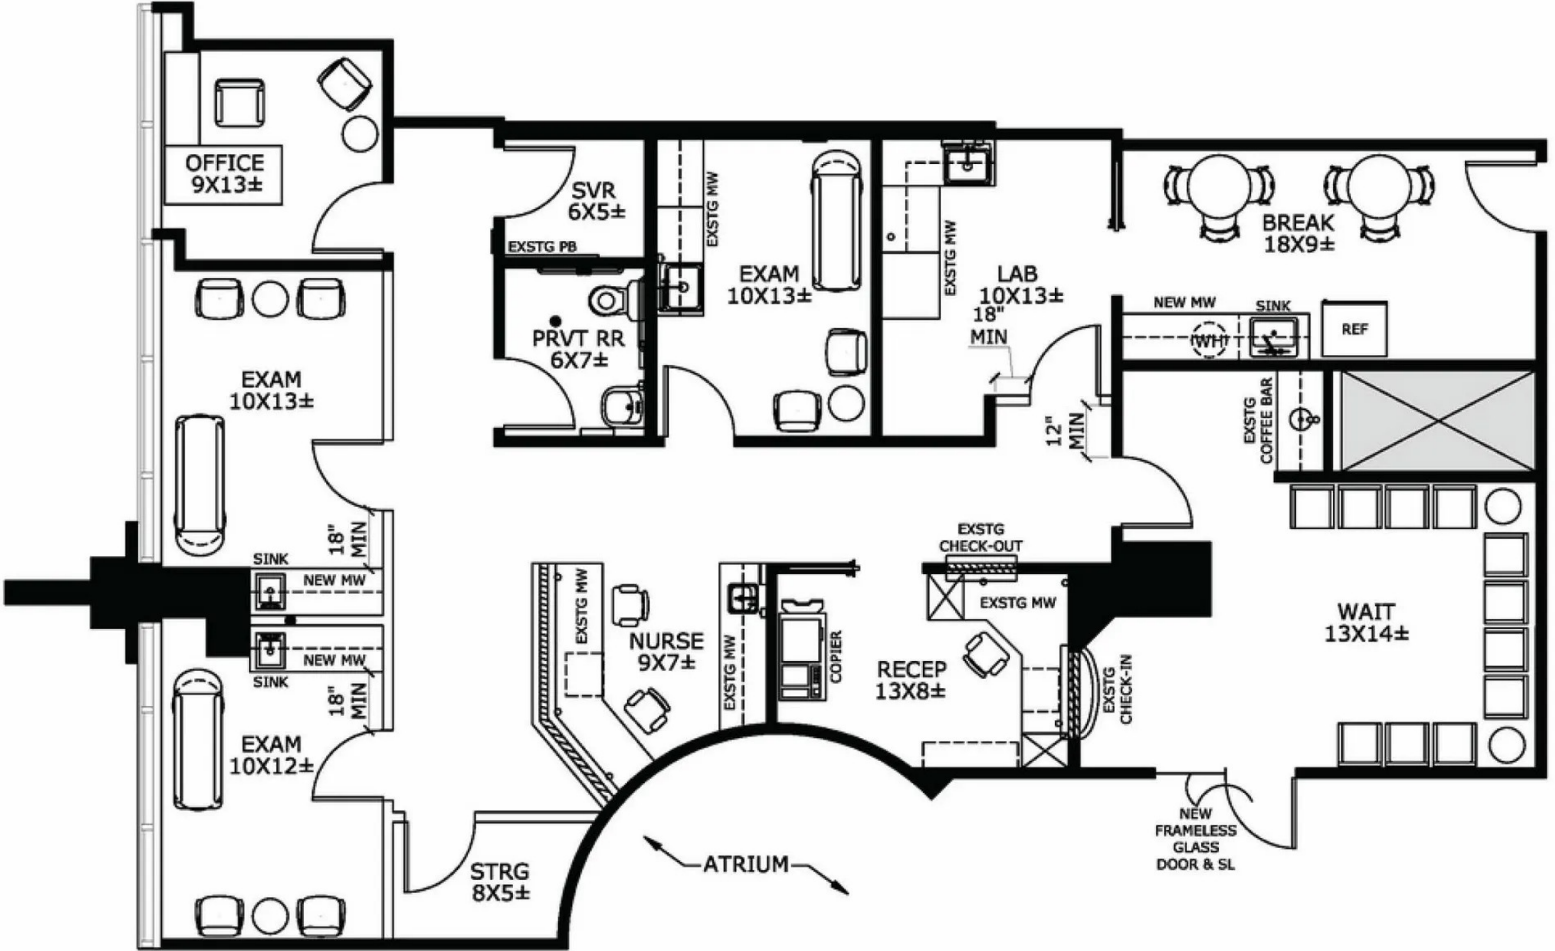 OFFICE
9X13±
SVR
6X5±
EXSTG PB
EXSTG MW
EXAM
10X13±
EXSTG MW
LAB
10X13±
18"
MIN
BREAK
18X9±
NEW MW
SINK
WH
REF
PRVT RR
6X7±
EXAM
10X13±
12"
MIN
EXSTG
COFFEE BAR
18"
MIN
SINK
NEW MW
EXSTG
CHECK-OUT
EXSTG MW
NURSE
9X7±
EXSTG MW
COPIER
EXSTG MW
RECEP
13X8±
EXSTG
CHECK-IN
WAIT
13X14±
NEW MW
SINK
18"
MIN
EXAM
10X12±
STRG
8X5±
ATRIUM
NEW
FRAMELESS
GLASS
DOOR & SL